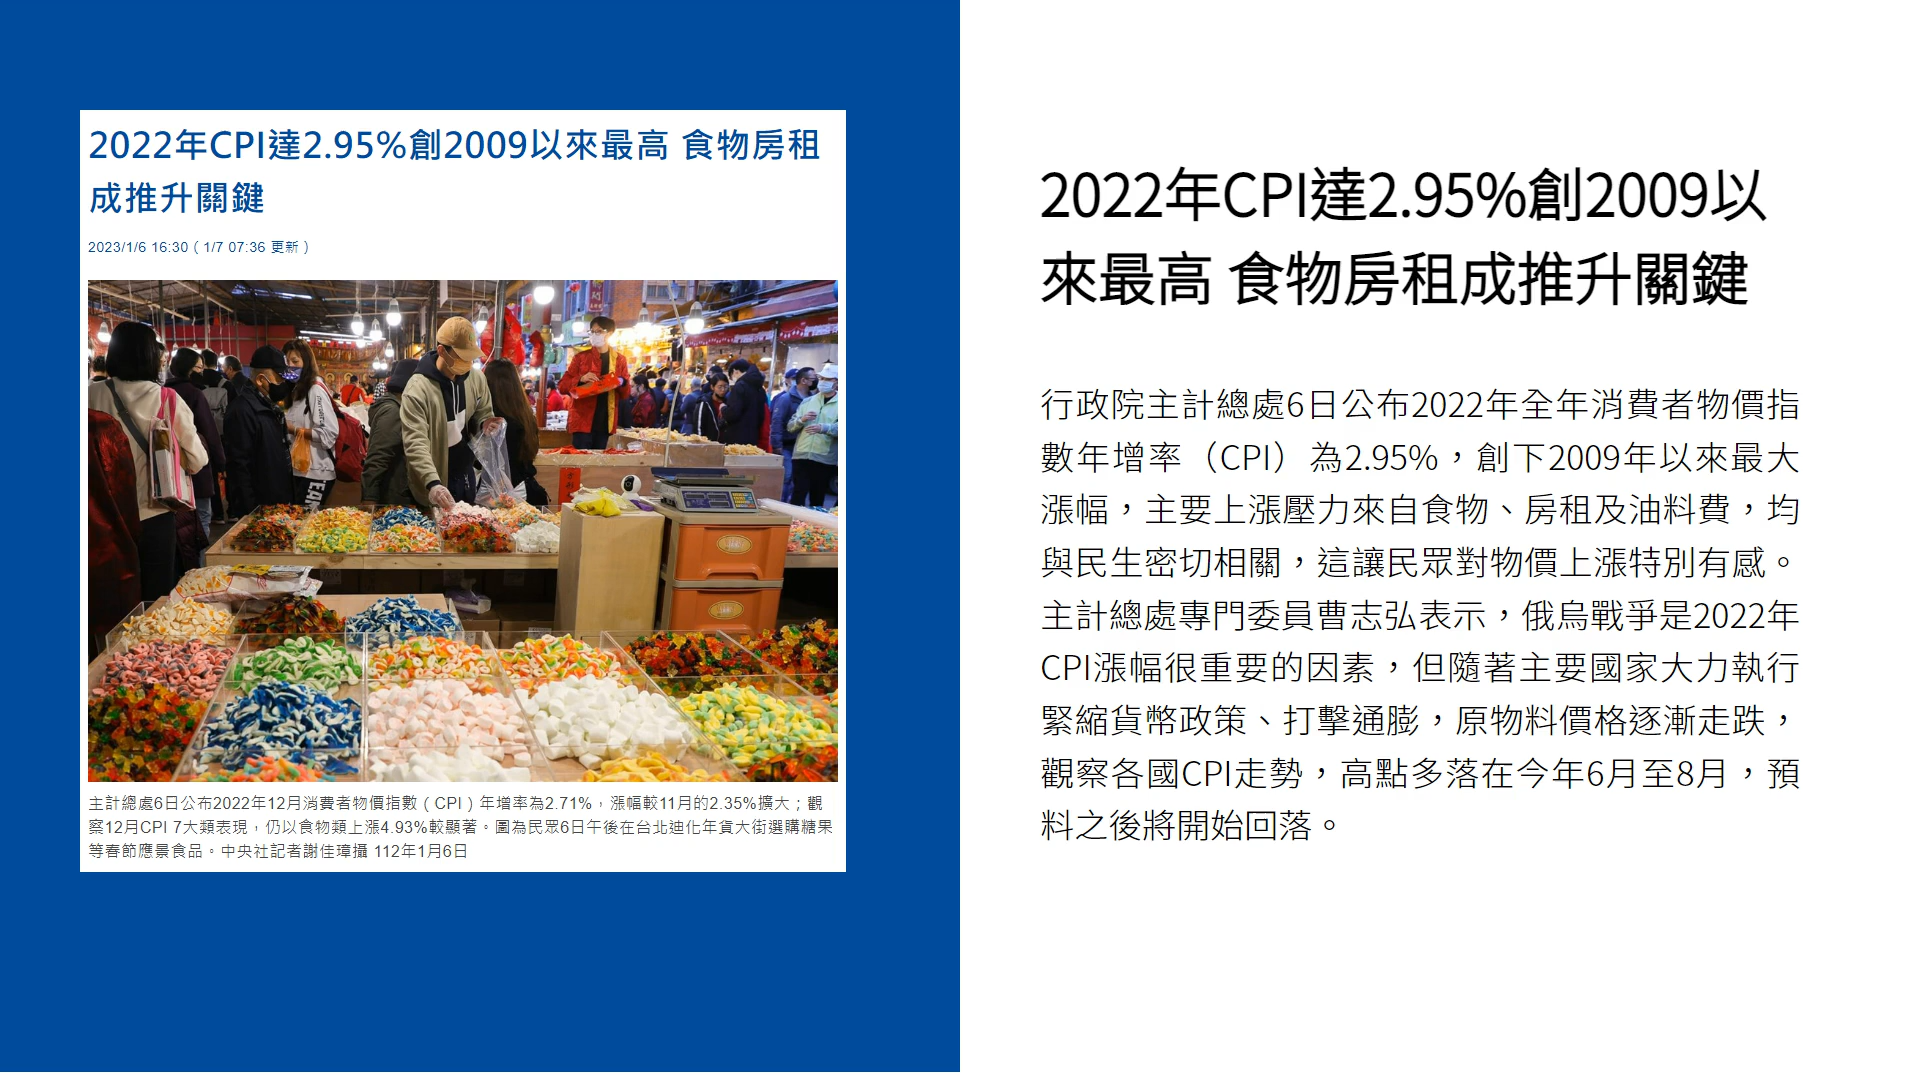 2022年CPI達2.95%創2009以來最高 食物房租
成推升關鍵
2023/1/6 16:30（1/7 07:36 更新）
主計總處6日公布2022年12月消費者物價指數（CPI）年增率為2.71%，漲幅較11月的2.35%擴大；觀
察12月CPI 7大類表現，仍以食物類上漲4.93%較顯著。圖為民眾6日午後在台北迪化年貨大街選購糖果
等春節應景食品。中央社記者謝佳璋攝 112年1月6日
2022年CPI達2.95%創2009以
來最高 食物房租成推升關鍵
行政院主計總處6日公布2022年全年消費者物價指
數年增率（CPI）為2.95%，創下2009年以來最大
漲幅，主要上漲壓力來自食物、房租及油料費，均
與民生密切相關，這讓民眾對物價上漲特別有感。
主計總處專門委員曹志弘表示，俄烏戰爭是2022年
CPI漲幅很重要的因素，但隨著主要國家大力執行
緊縮貨幣政策、打擊通膨，原物料價格逐漸走跌，
觀察各國CPI走勢，高點多落在今年6月至8月，預
料之後將開始回落。